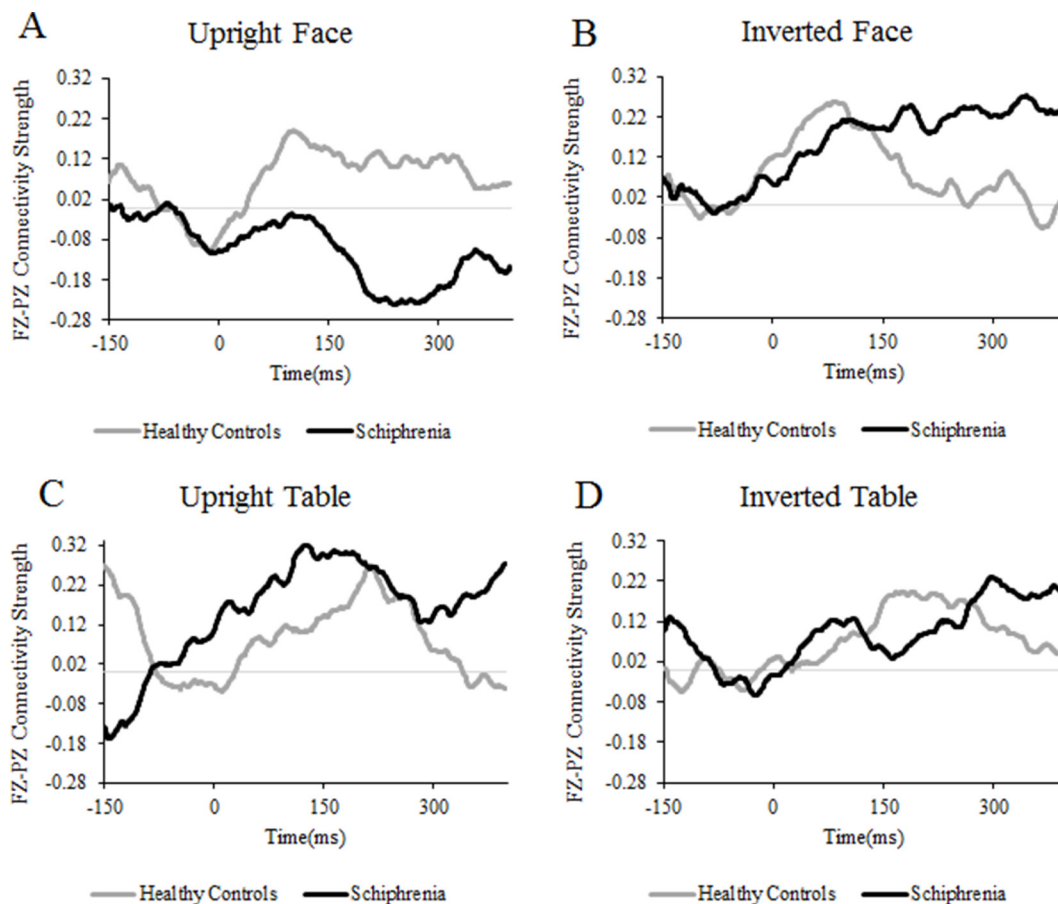 A
Upright Face
FZ-PZ Connectivity Strength
0.32
0.22
0.12
0.02
-0.08
-0.18
-0.28
-150
0
150
300
Time(ms)
Healthy Controls
Schiphrenia
B
Inverted Face
FZ-PZ Connectivity Strength
0.32
0.22
0.12
0.02
-0.08
-0.18
-0.28
-150
0
150
300
Time(ms)
Healthy Controls
Schiphrenia
C
Upright Table
FZ-PZ Connectivity Strength
0.32
0.22
0.12
0.02
-0.08
-0.18
-0.28
-150
0
150
300
Time(ms)
Healthy Controls
Schiphrenia
D
Inverted Table
FZ-PZ Connectivity Strength
0.32
0.22
0.12
0.02
-0.08
-0.18
-0.28
-150
0
150
300
Time(ms)
Healthy Controls
Schiphrenia